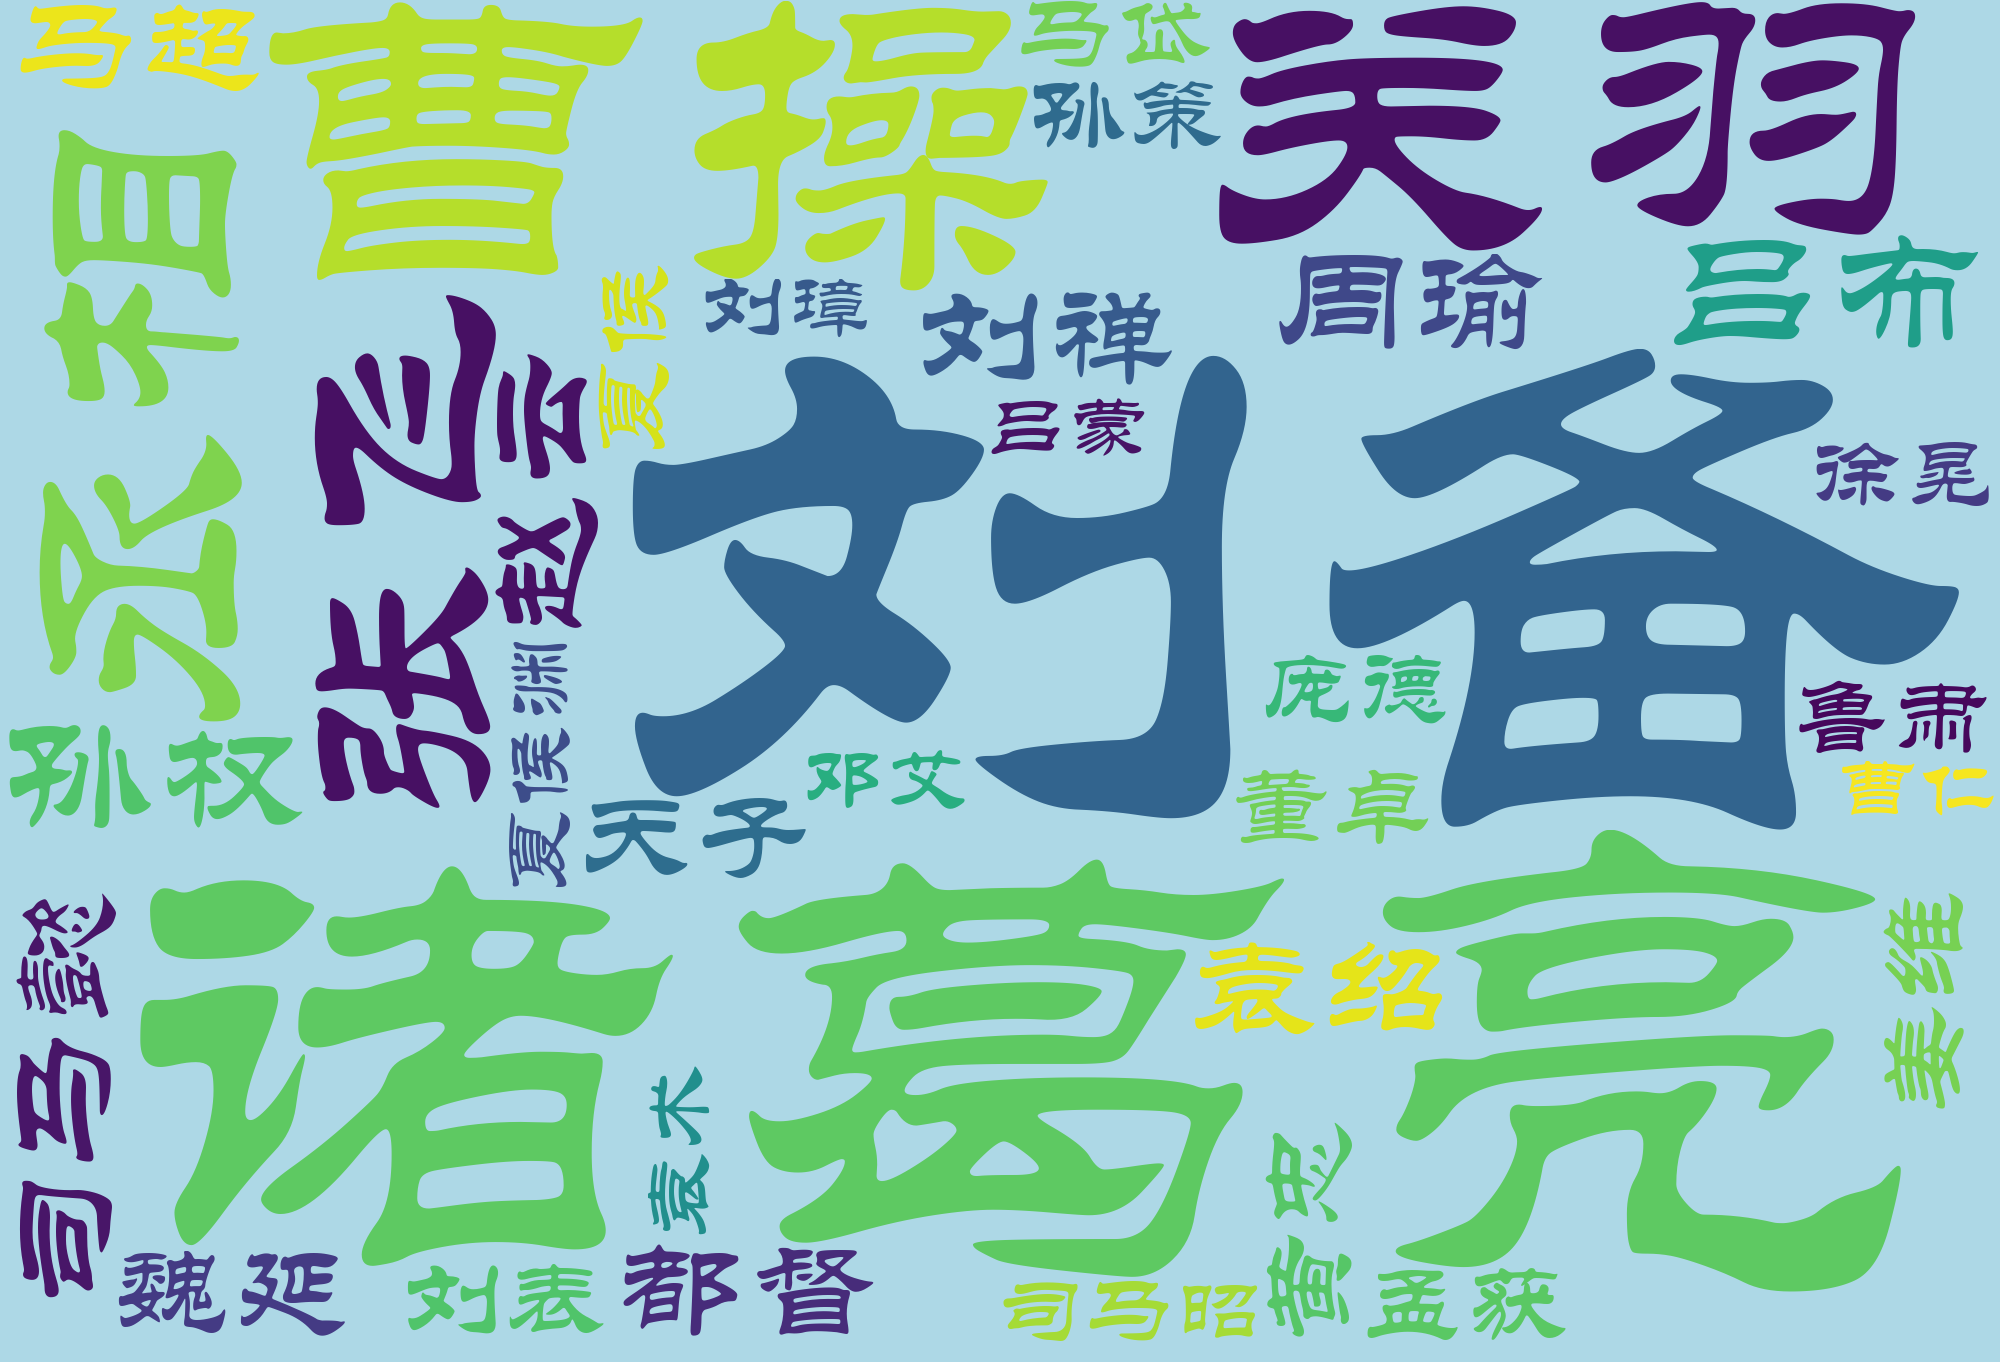 马超
曹操
马岱
孙策
关羽
丞相
夏侯
刘璋
刘禅
周瑜
吕布
张飞
赵云
刘备
吕蒙
徐晃
夏侯渊
孙权
天子
邓艾
庞德
董卓
鲁肃
曹仁
司马懿
诸葛亮
袁绍
姜维
袁术
黄忠
魏延
刘表
都督
司马昭
孟获